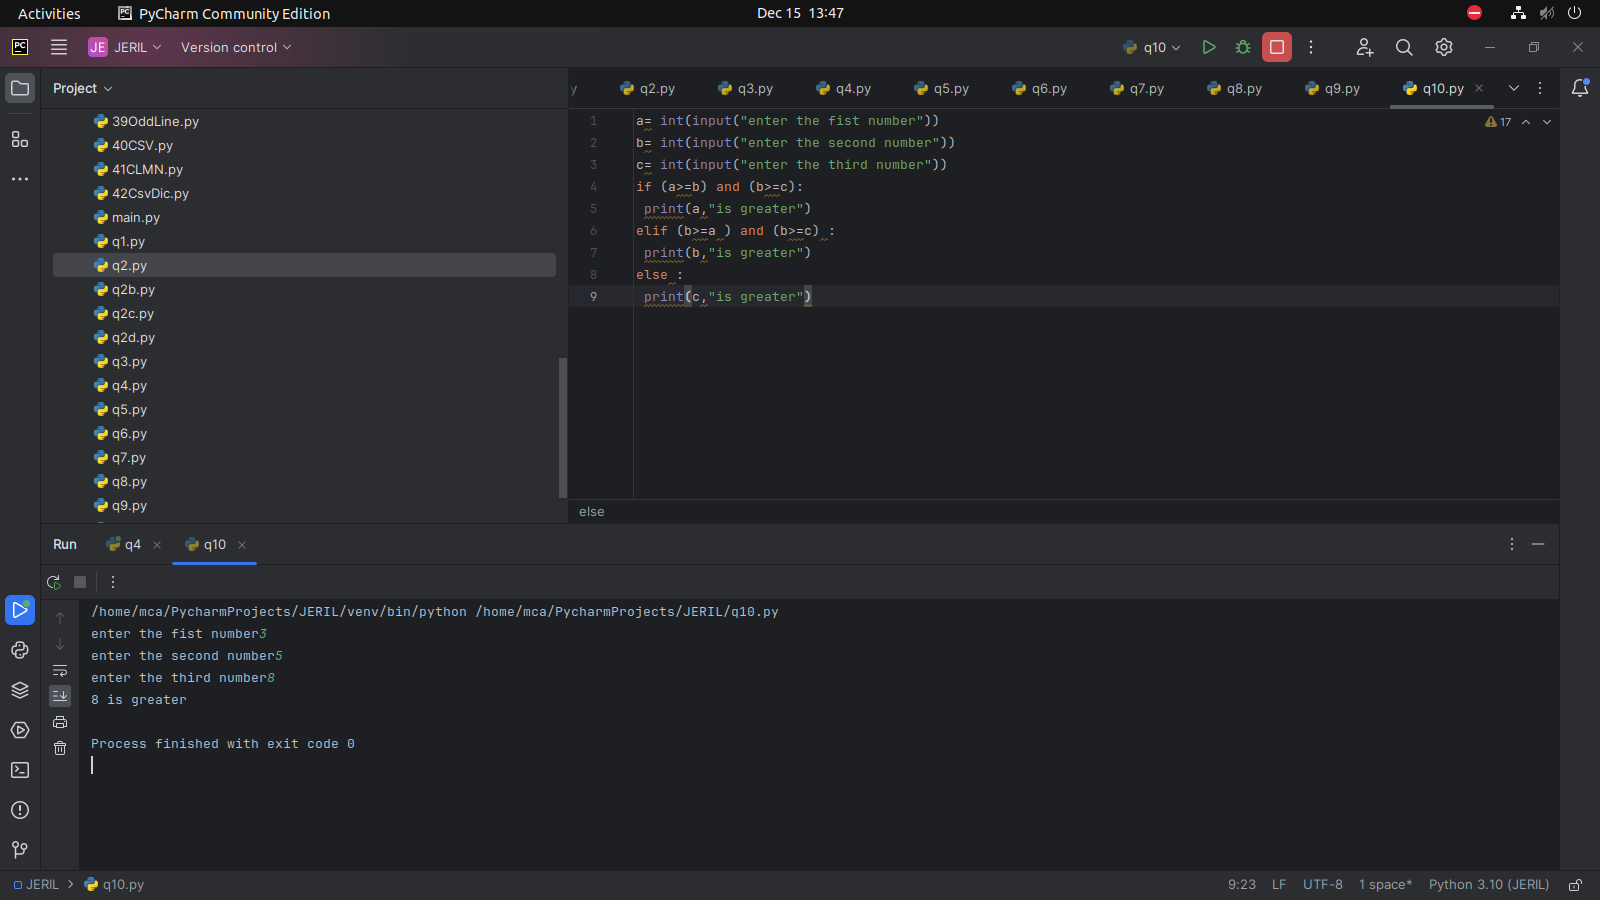 Activities PyCharm Community Edition Dec 15 13:47
PC JE JERIL Version control q10
Project
y q2.py q3.py q4.py q5.py q6.py q7.py q8.py q9.py q10.py
39OddLine.py
40CSV.py
41CLMN.py
42CsvDic.py
main.py
q1.py
q2.py
q2b.py
q2c.py
q2d.py
q3.py
q4.py
q5.py
q6.py
q7.py
q8.py
q9.py
17
1 a= int(input("enter the fist number"))
2 b= int(input("enter the second number"))
3 c= int(input("enter the third number"))
4 if (a>=b) and (b>=c):
5 print(a,"is greater")
6 elif (b>=a ) and (b>=c) :
7 print(b,"is greater")
8 else :
9 print(c,"is greater")
else
Run q4 q10
/home/mca/PycharmProjects/JERIL/venv/bin/python /home/mca/PycharmProjects/JERIL/q10.py
enter the fist number3
enter the second number5
enter the third number8
8 is greater
Process finished with exit code 0
JERIL q10.py 9:23 LF UTF-8 1 space* Python 3.10 (JERIL)